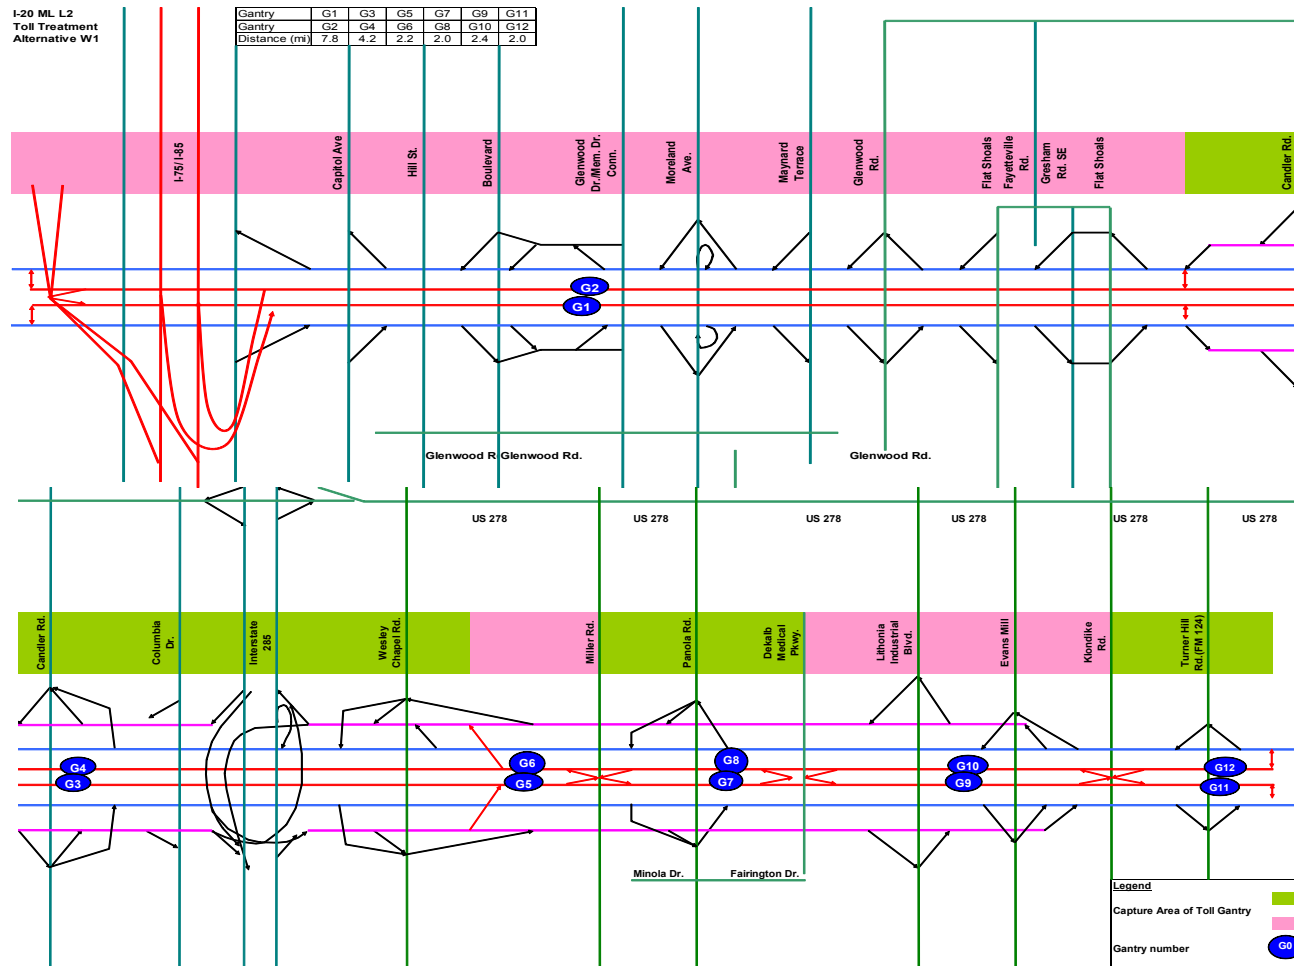 I-20 ML L2
Toll Treatment
Alternative W1
Gantry G1 G3 G5 G7 G9 G11
Gantry G2 G4 G6 G8 G10 G12
Distance (mi) 7.8 4.2 2.2 2.0 2.4 2.0
I-75/ I-85
Capitol Ave
Hill St.
Boulevard
Glenwood
Dr./Mem. Dr.
Conn.
Moreland
Ave.
Maynard
Terrace
Glenwood
Rd.
Flat Shoals
Fayetteville
Rd.
Gresham
Rd. SE
Flat Shoals
Candler Rd.
G2
G1
Glenwood R
Glenwood Rd.
Glenwood Rd.
US 278
US 278
US 278
US 278
US 278
US 278
Candler Rd.
Columbia
Dr.
Interstate
285
Wesley
Chapel Rd.
Miller Rd.
Panola Rd.
Dekalb
Medical
Pkwy.
Lithonia
Industrial
Blvd.
Evans Mill
Klondike
Rd.
Turner Hill
Rd.(FM 124)
G4
G3
G6
G5
G8
G7
G10
G9
G12
G11
Minola Dr.
Fairington Dr.
Legend
Capture Area of Toll Gantry
Gantry number
G0